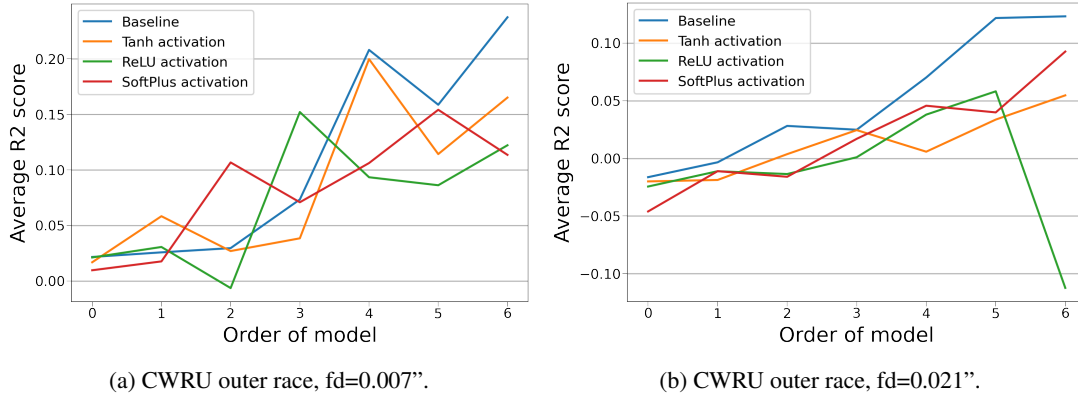 Baseline
Tanh activation
ReLU activation
SoftPlus activation
Average R2 score
0.20
0.15
0.10
0.05
0.00
0 1 2 3 4 5 6
Order of model
(a) CWRU outer race, fd=0.007”.
Baseline
Tanh activation
ReLU activation
SoftPlus activation
Average R2 score
0.10
0.05
0.00
−0.05
−0.10
0 1 2 3 4 5 6
Order of model
(b) CWRU outer race, fd=0.021”.